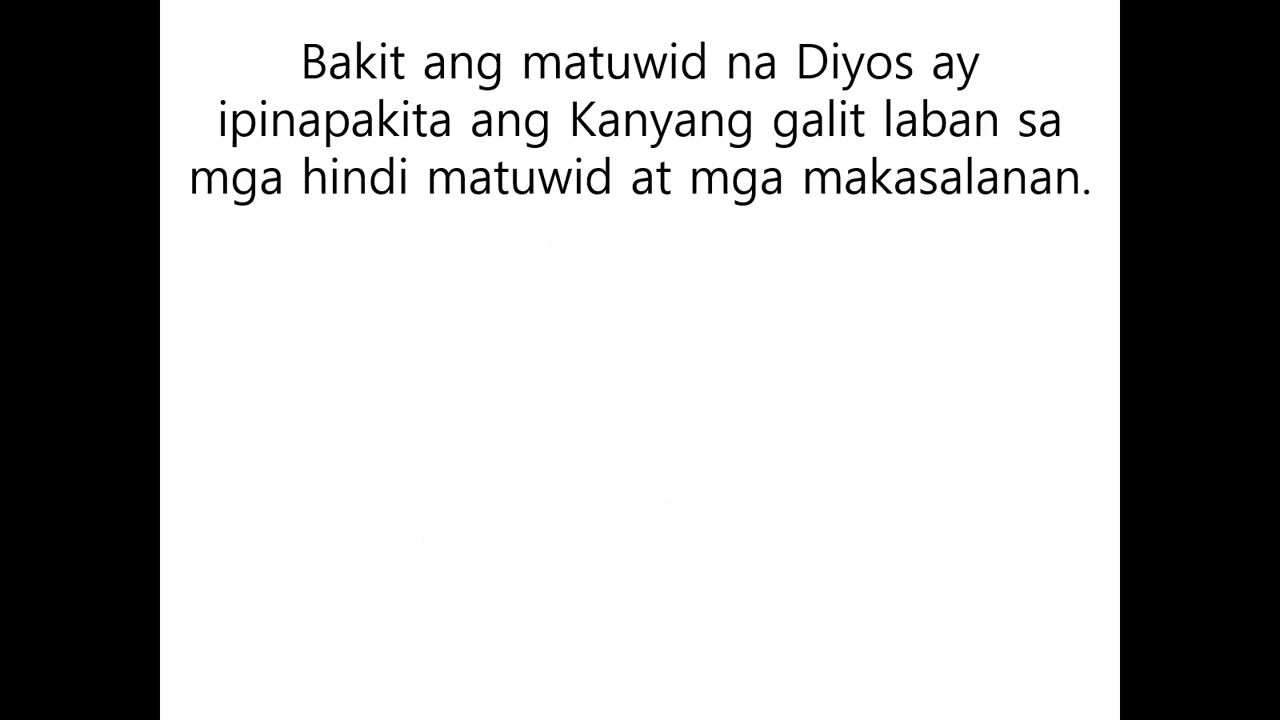 Bakit ang matuwid na Diyos ay
ipinapakita ang Kanyang galit laban sa
mga hindi matuwid at mga makasalanan.